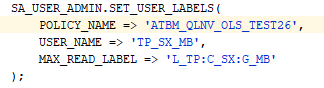 SA_USER_ADMIN.SET_USER_LABELS(
POLICY_NAME => 'ATBM_QLNV_OLS_TEST26',
USER_NAME => 'TP_SX_MB',
MAX_READ_LABEL => 'L_TP:C_SX:G_MB'
);